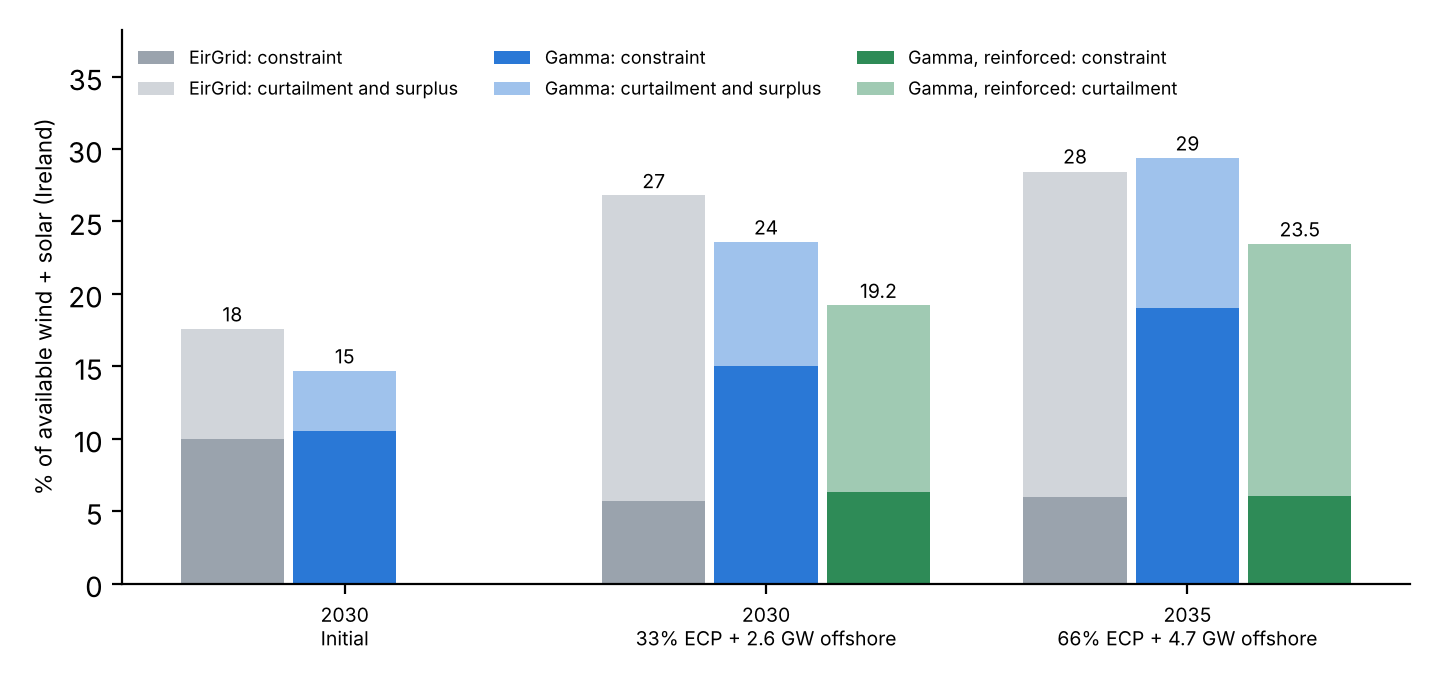 EirGrid: constraint
EirGrid: curtailment and surplus
Gamma: constraint
Gamma: curtailment and surplus
Gamma, reinforced: constraint
Gamma, reinforced: curtailment
% of available wind + solar (Ireland)
35
30
25
20
15
10
5
0
18
15
27
24
19.2
28
29
23.5
2030
Initial
2030
33% ECP + 2.6 GW offshore
2035
66% ECP + 4.7 GW offshore